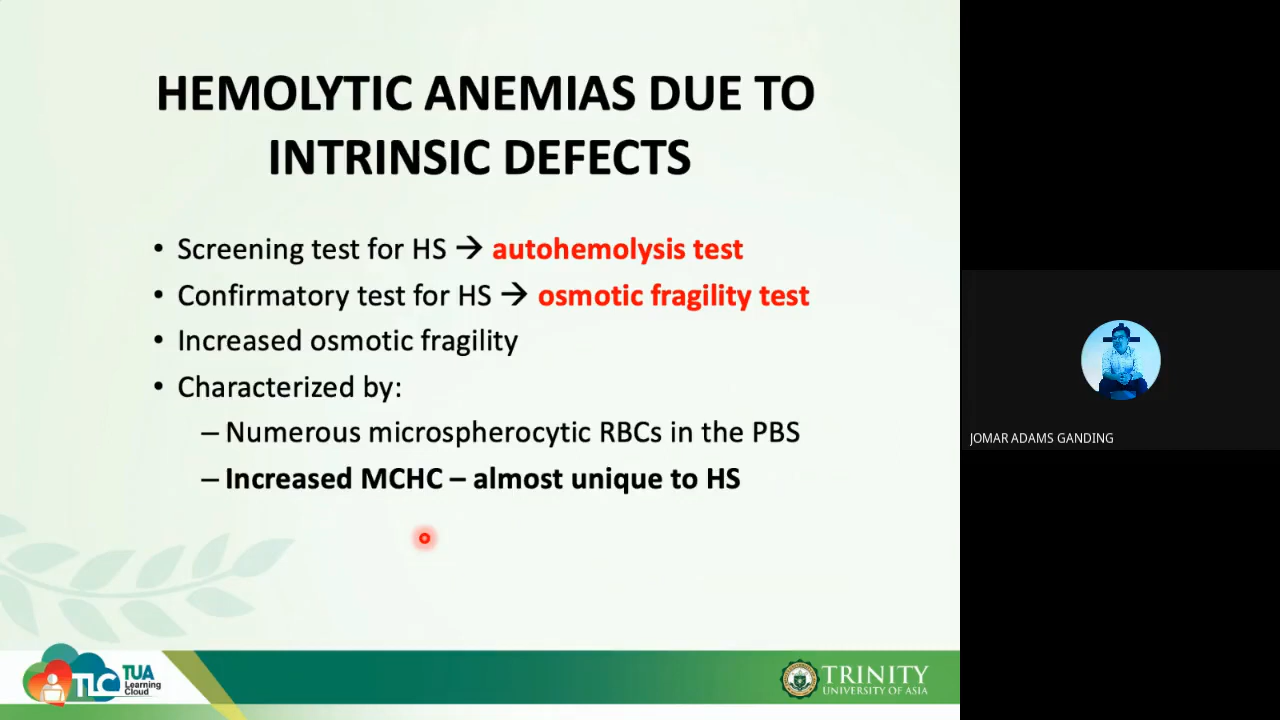 HEMOLYTIC ANEMIAS DUE TO
INTRINSIC DEFECTS
• Screening test for HS → autohemolysis test
• Confirmatory test for HS → osmotic fragility test
• Increased osmotic fragility
• Characterized by:
– Numerous microspherocytic RBCs in the PBS
– Increased MCHC – almost unique to HS
JOMAR ADAMS GANDING
TLC
TUA
Learning
Cloud
TRINITY
UNIVERSITY OF ASIA